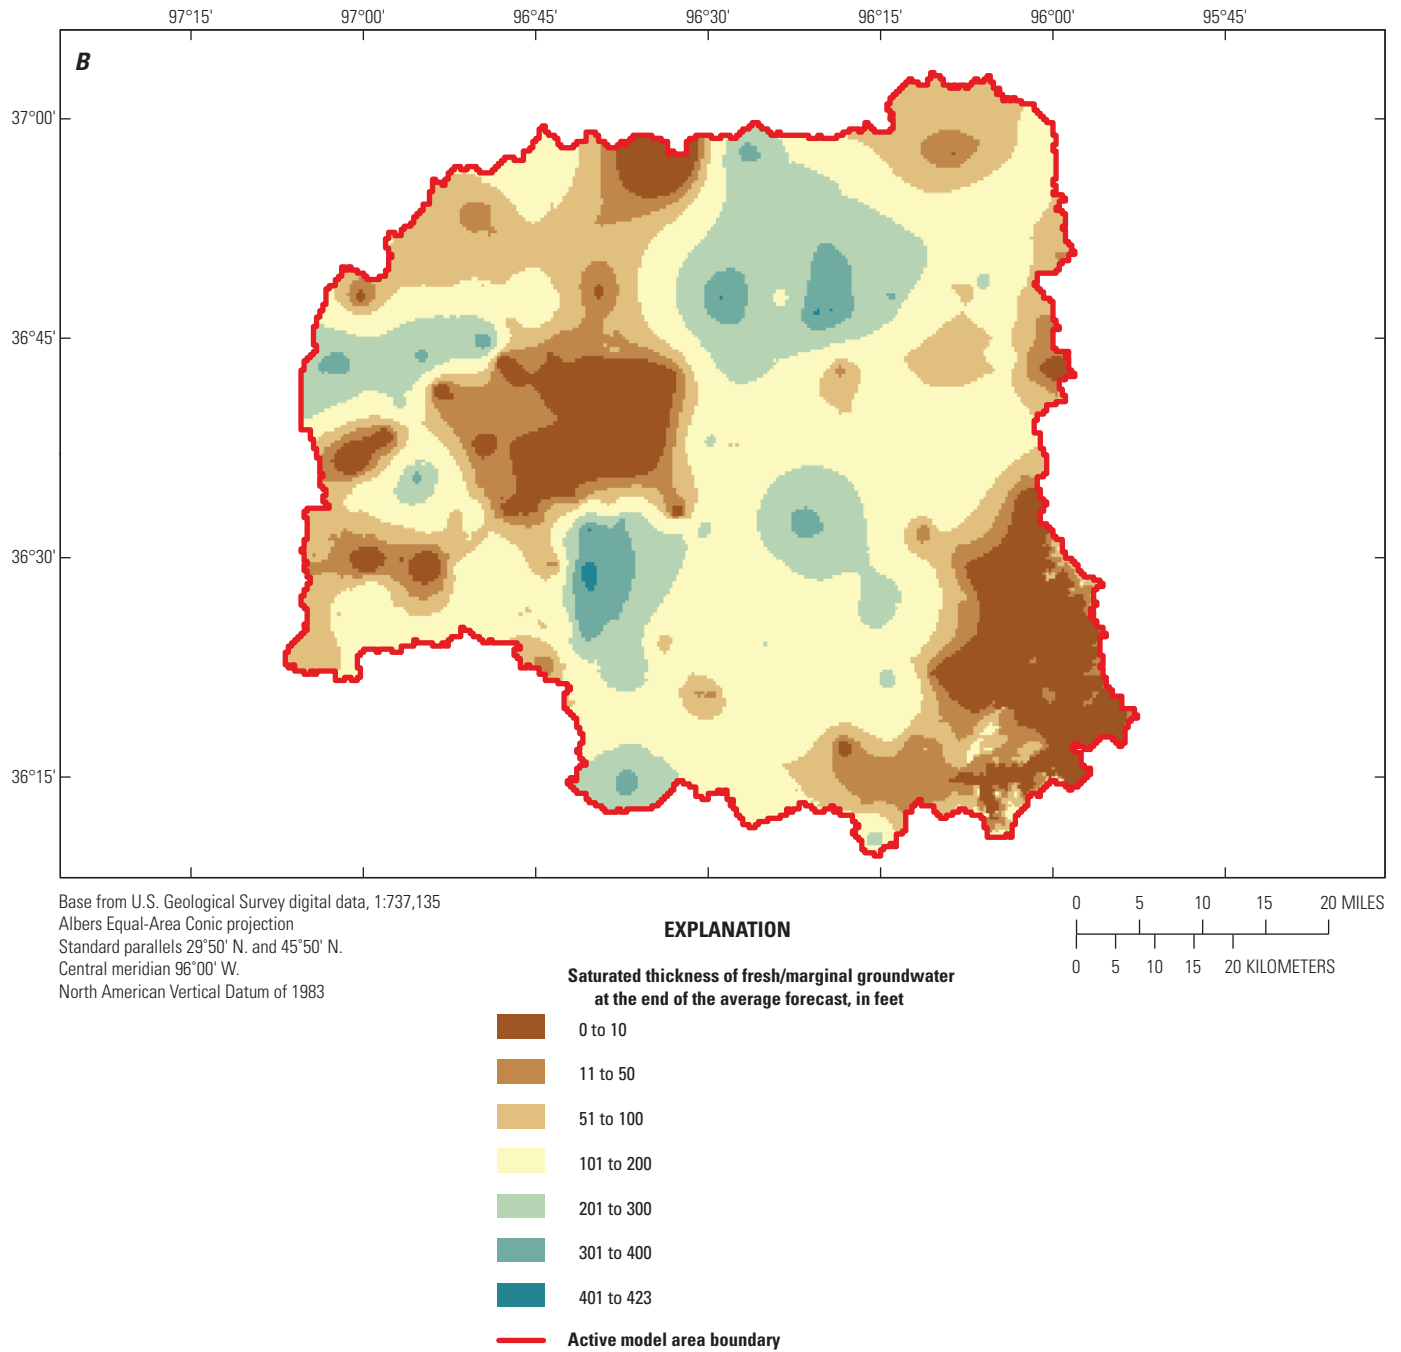 97°15' 97°00' 96°45' 96°30' 96°15' 96°00' 95°45'
B
37°00'
36°45'
36°30'
36°15'
Base from U.S. Geological Survey digital data, 1:737,135
Albers Equal-Area Conic projection
Standard parallels 29°50' N. and 45°50' N.
Central meridian 96°00' W.
North American Vertical Datum of 1983
0 5 10 15 20 MILES
0 5 10 15 20 KILOMETERS
EXPLANATION
Saturated thickness of fresh/marginal groundwater
at the end of the average forecast, in feet
0 to 10
11 to 50
51 to 100
101 to 200
201 to 300
301 to 400
401 to 423
Active model area boundary